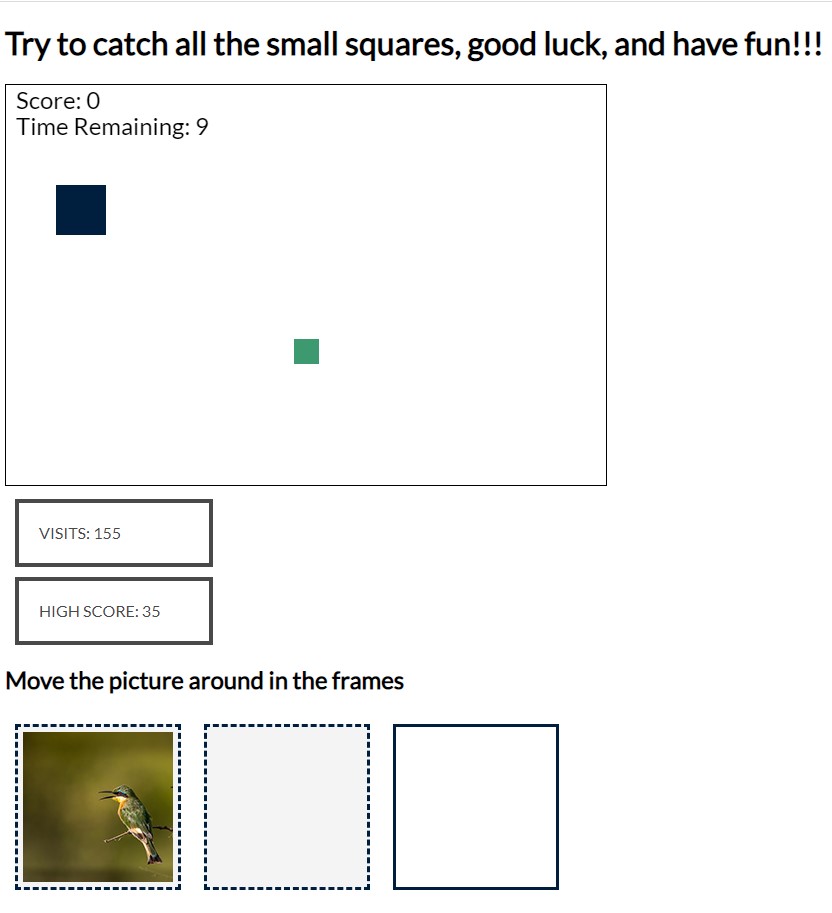 Try to catch all the small squares, good luck, and have fun!!!
Score: 0
Time Remaining: 9
VISITS: 155
HIGH SCORE: 35
Move the picture around in the frames